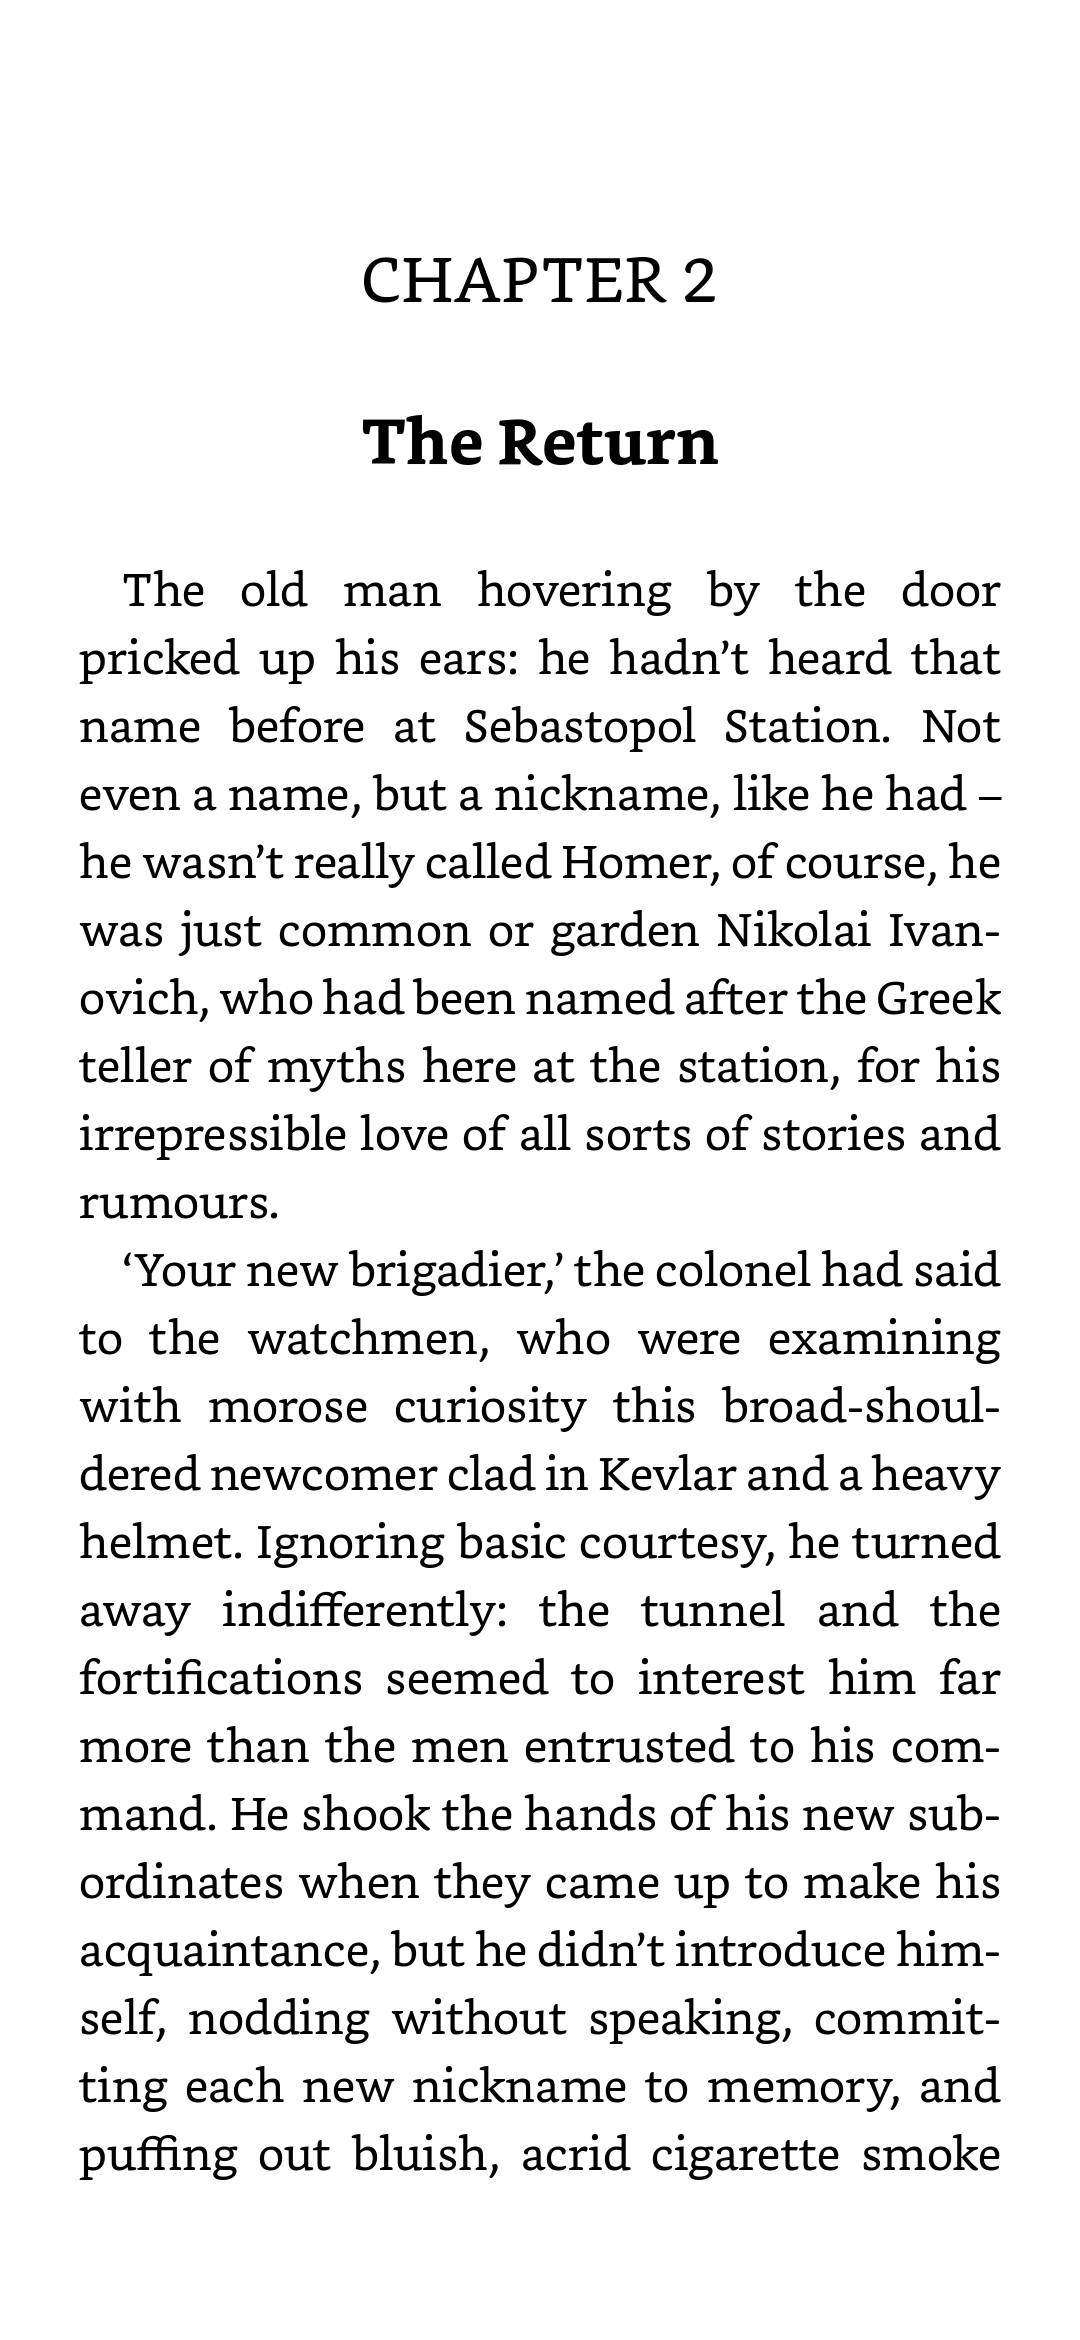 CHAPTER 2
The Return
The old man hovering by the door
pricked up his ears: he hadn’t heard that
name before at Sebastopol Station. Not
even a name, but a nickname, like he had –
he wasn’t really called Homer, of course, he
was just common or garden Nikolai Ivan-
ovich, who had been named after the Greek
teller of myths here at the station, for his
irrepressible love of all sorts of stories and
rumours.
‘Your new brigadier,’ the colonel had said
to the watchmen, who were examining
with morose curiosity this broad-shoul-
dered newcomer clad in Kevlar and a heavy
helmet. Ignoring basic courtesy, he turned
away indifferently: the tunnel and the
fortifications seemed to interest him far
more than the men entrusted to his com-
mand. He shook the hands of his new sub-
ordinates when they came up to make his
acquaintance, but he didn’t introduce him-
self, nodding without speaking, commit-
ting each new nickname to memory, and
puffing out bluish, acrid cigarette smoke